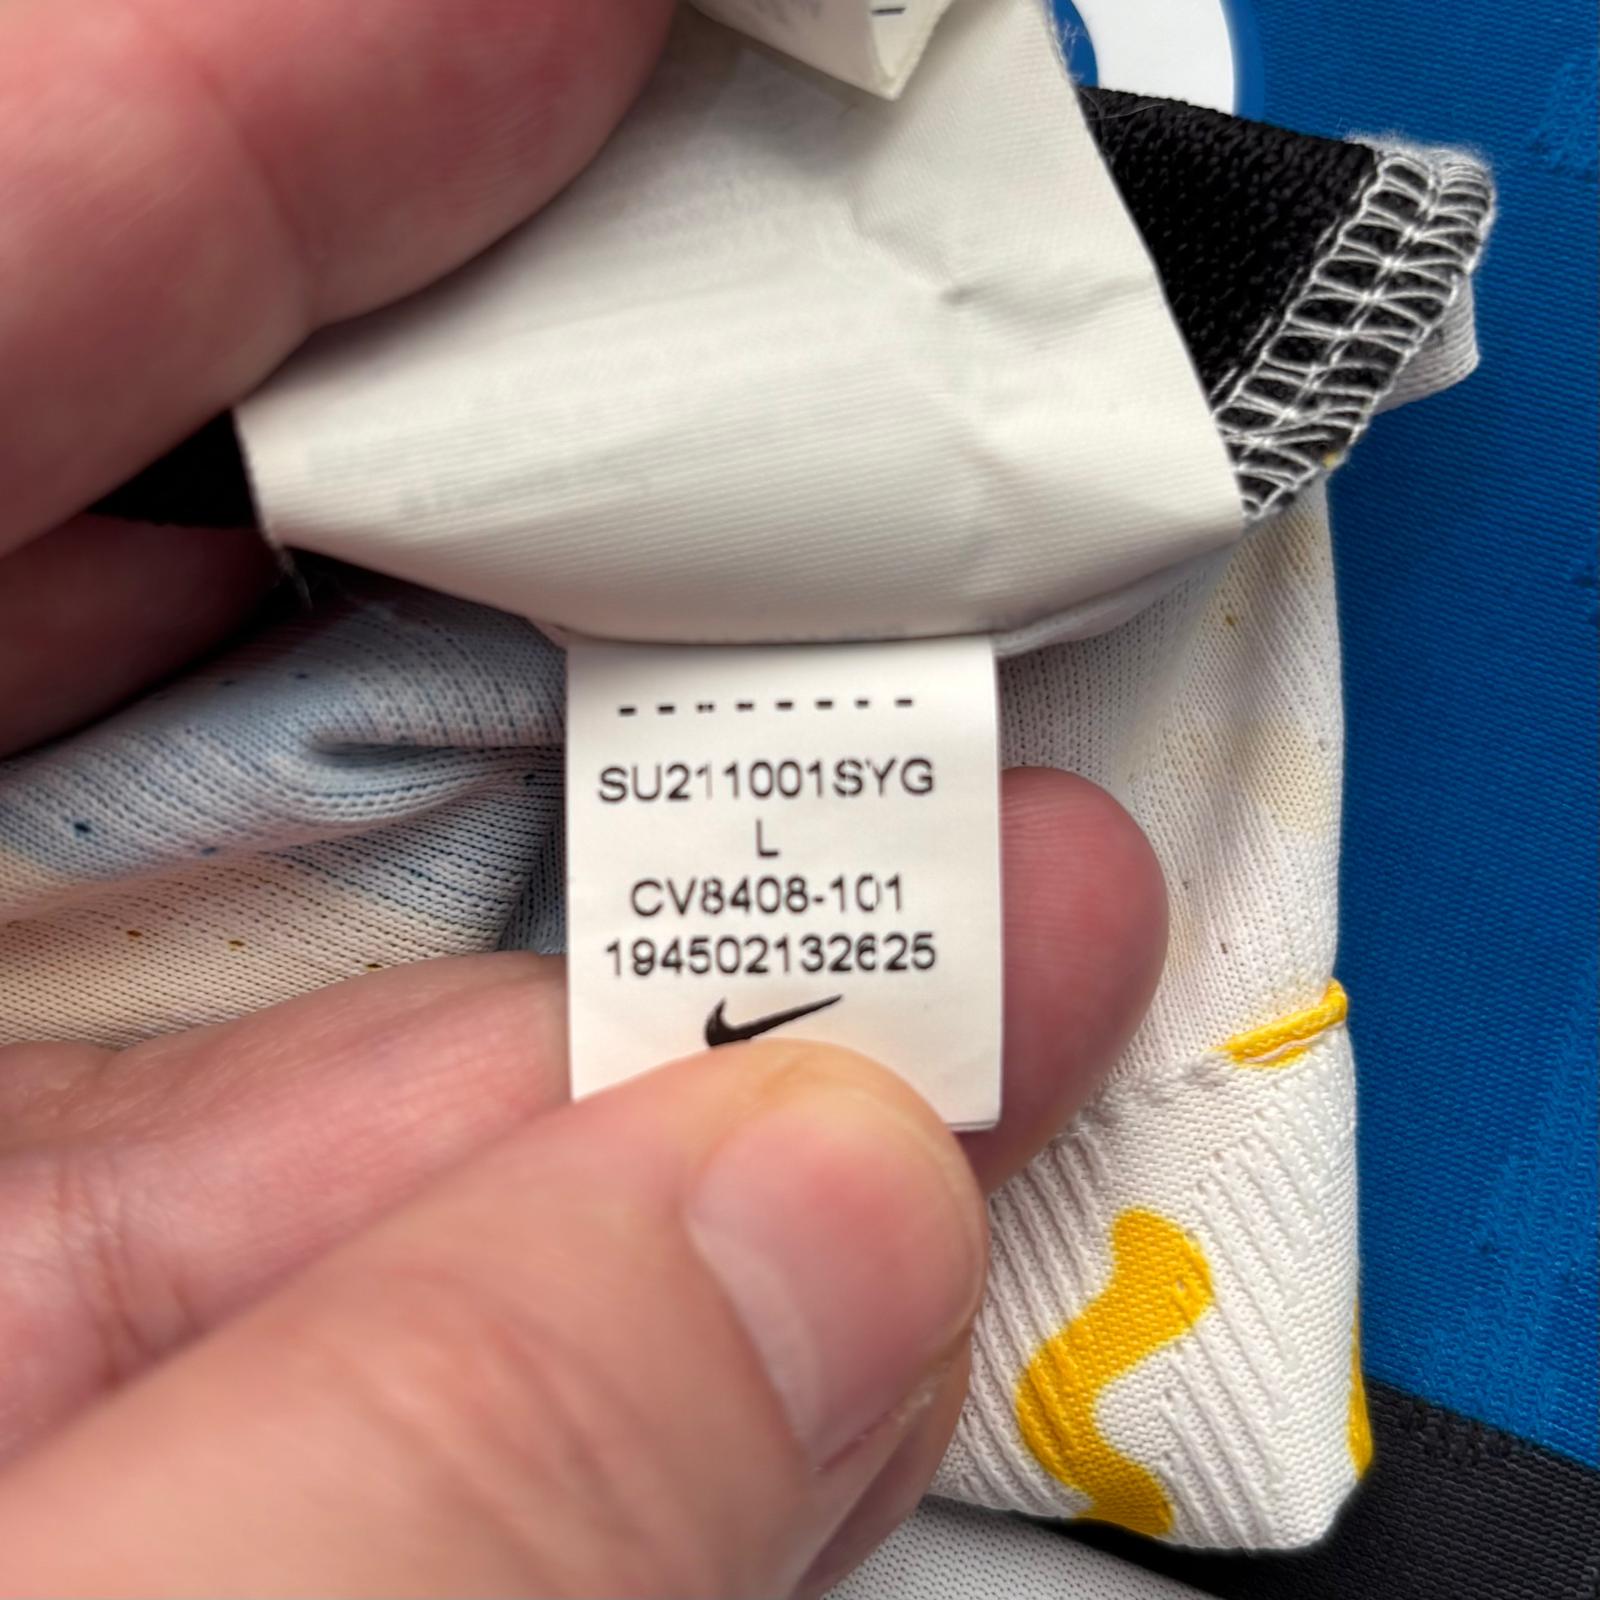 --------
SU211001SYG
L
CV8408-101
194502132625